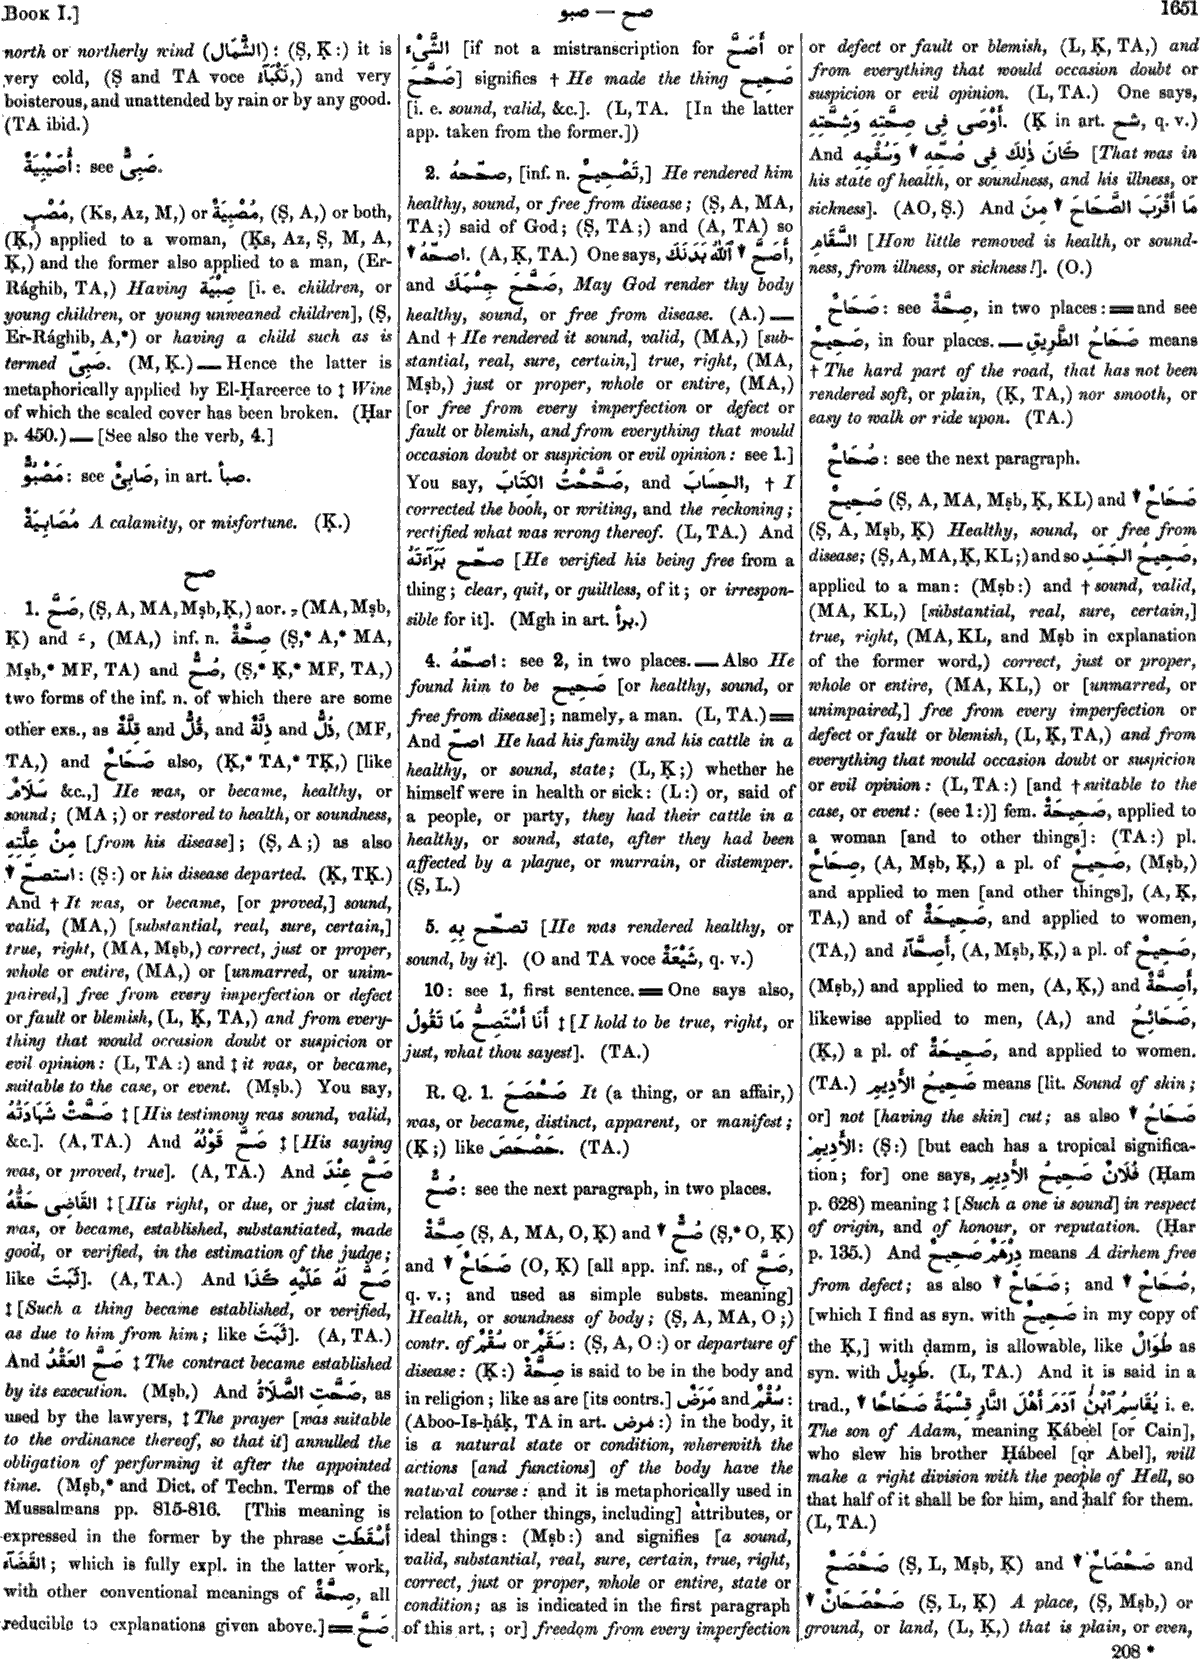 Book I.]
صح — صبو
1651
north or northerly wind (الشَّمَال): (Ṣ, Ḳ:) it is
very cold, (Ṣ and TA voce نَكْبَآءُ,) and very
boisterous, and unattended by rain or by any good.
(TA ibid.)
أُصَيْبِيَةٌ: see صَبِىٌّ.
مُصْبٍ, (Ks, Az, M,) or مُصْبِيَةٌ, (Ṣ, A,) or both,
(Ḳ,) applied to a woman, (Ks, Az, Ṣ, M, A,
Ḳ,) and the former also applied to a man, (Er-
Rághib, TA,) Having صِبْيَة [i. e. children, or
young children, or young unweaned children], (Ṣ,
Er-Rághib, A,*) or having a child such as is
termed صَبِىّ. (M, Ḳ.) — Hence the latter is
metaphorically applied by El-Ḥareeree to ‡ Wine
of which the sealed cover has been broken. (Ḥar
p. 450.) — [See also the verb, 4.]
مَصْبُوٌّ: see صَابِئٌ, in art. صبأ.
مُصَابِيَةٌ A calamity, or misfortune. (Ḳ.)
صح
1. صَحَّ, (Ṣ, A, MA, Mṣb, Ḳ,) aor. ـِ, (MA, Mṣb,
Ḳ) and ـَ, (MA,) inf. n. صِحَّةٌ (Ṣ,* A,* MA,
Mṣb,* MF, TA) and صُحٌّ, (Ṣ,* Ḳ,* MF, TA,)
two forms of the inf. n. of which there are some
other exs., as قِلَّةٌ and قُلٌّ, and ذِلَّةٌ and ذُلٌّ, (MF,
TA,) and صَحَاحٌ also, (Ḳ,* TA,* TḲ,) [like
سَلَامٌ &c.,] He was, or became, healthy, or
sound; (MA;) or restored to health, or soundness,
مِنْ عِلَّتِهِ [from his disease]; (Ṣ, A;) as also
▼ استصحّ: (Ṣ:) or his disease departed. (Ḳ, TḲ.)
And † It was, or became, [or proved,] sound,
valid, (MA,) [substantial, real, sure, certain,]
true, right, (MA, Mṣb,) correct, just or proper,
whole or entire, (MA,) or [unmarred, or unim-
paired,] free from every imperfection or defect
or fault or blemish, (L, Ḳ, TA,) and from every-
thing that would occasion doubt or suspicion or
evil opinion: (L, TA:) and ‡ it was, or became,
suitable to the case, or event. (Mṣb.) You say,
صَحَّتْ شَهَادَتُهُ ‡ [His testimony was sound, valid,
&c.]. (A, TA.) And صَحَّ قَوْلُهُ ‡ [His saying
was, or proved, true]. (A, TA.) And صَحَّ عِنْدَ
القَاضِى حَقُّهُ ‡ [His right, or due, or just claim,
was, or became, established, substantiated, made
good, or verified, in the estimation of the judge;
like ثَبَتَ]. (A, TA.) And صَحَّ لَهُ عَلَيْهِ كَذَا
‡ [Such a thing became established, or verified,
as due to him from him; like ثَبَتَ]. (A, TA.)
And صَحَّ العَقْدُ ‡ The contract became established
by its execution. (Mṣb.) And صَحَّتِ الصَّلَاةُ, as
used by the lawyers, ‡ The prayer [was suitable
to the ordinance thereof, so that it] annulled the
obligation of performing it after the appointed
time. (Mṣb,* and Dict. of Techn. Terms of the
Mussalmans pp. 815-816. [This meaning is
expressed in the former by the phrase أَسْقَطَتِ
القَضَآءَ; which is fully expl. in the latter work,
with other conventional meanings of صِحَّةٌ, all
reducible to explanations given above.] ═ صَحَّ
الشَّىْءَ [if not a mistranscription for أَصَحَّ or
صَحَّحَ] signifies † He made the thing صَحِيح
[i. e. sound, valid, &c.]. (L, TA. [In the latter
app. taken from the former.])
2. صحّحهُ, [inf. n. تَصْحِيحٌ,] He rendered him
healthy, sound, or free from disease; (Ṣ, A, MA,
TA;) said of God; (Ṣ, TA;) and (A, TA) so
▼ اصحّهُ. (A, Ḳ, TA.) One says, أَصَحَّ ▼ ٱللّٰهُ بَدَنَكَ,
and صَحَّحَ جِسْمَكَ, May God render thy body
healthy, sound, or free from disease. (A.) —
And † He rendered it sound, valid, (MA,) [sub-
stantial, real, sure, certain,] true, right, (MA,
Mṣb,) just or proper, whole or entire, (MA,)
[or free from every imperfection or defect or
fault or blemish, and from everything that would
occasion doubt or suspicion or evil opinion: see 1.]
You say, صَحَّحْتُ الكِتَابَ, and الحِسَابَ, † I
corrected the book, or writing, and the reckoning;
rectified what was wrong thereof. (L, TA.) And
صحّح بَرَآءَتَهُ [He verified his being free from a
thing; clear, quit, or guiltless, of it; or irrespon-
sible for it]. (Mgh in art. برأ.)
4. اصحّهُ: see 2, in two places. — Also He
found him to be صَحِيح [or healthy, sound, or
free from disease]; namely, a man. (L, TA.) ═
And اصحّ He had his family and his cattle in a
healthy, or sound, state; (L, Ḳ;) whether he
himself were in health or sick: (L:) or, said of
a people, or party, they had their cattle in a
healthy, or sound, state, after they had been
affected by a plague, or murrain, or distemper.
(Ṣ, L.)
5. تصحّح بِهِ [He was rendered healthy, or
sound, by it]. (O and TA voce شَبْعَةٌ, q. v.)
10: see 1, first sentence. ═ One says also,
أَنَا أَسْتَصِحُّ مَا تَقُولُ ‡ [I hold to be true, right, or
just, what thou sayest]. (TA.)
R. Q. 1. صَحْصَحَ It (a thing, or an affair,)
was, or became, distinct, apparent, or manifest;
(Ḳ;) like حَصْحَصَ. (TA.)
صُحٌّ: see the next paragraph, in two places.
صِحَّةٌ (Ṣ, A, MA, O, Ḳ) and ▼ صُحٌّ (Ṣ,* O, Ḳ)
and ▼ صَحَاحٌ (O, Ḳ) [all app. inf. ns., of صَحَّ,
q. v.; and used as simple substs. meaning]
Health, or soundness of body; (Ṣ, A, MA, O;)
contr. of سُقْمٌ or سَقَمٌ: (Ṣ, A, O:) or departure of
disease: (Ḳ:) صِحَّةٌ is said to be in the body and
in religion; like as are [its contrs.] مَرَضٌ and سُقْمٌ:
(Aboo-Is-ḥáḳ, TA in art. مرض:) in the body, it
is a natural state or condition, wherewith the
actions [and functions] of the body have the
natural course: and it is metaphorically used in
relation to [other things, including] attributes, or
ideal things: (Mṣb:) and signifies [a sound,
valid, substantial, real, sure, certain, true, right,
correct, just or proper, whole or entire, state or
condition; as is indicated in the first paragraph
of this art.; or] freedom from every imperfection
or defect or fault or blemish, (L, Ḳ, TA,) and
from everything that would occasion doubt or
suspicion or evil opinion. (L, TA.) One says,
أَوْصَى فِى صِحَّتِهِ وَشِحَّتِهِ. (Ḳ in art. شح, q. v.)
And كَانَ ذٰلِكَ فِى صُحِّهِ ▼ وَسُقْمِهِ [That was in
his state of health, or soundness, and his illness, or
sickness]. (AO, Ṣ.) And مَا أَقْرَبَ الصَّحَاحَ ▼ مِنَ
السَّقَامِ [How little removed is health, or sound-
ness, from illness, or sickness!]. (O.)
صَحَاحٌ: see صِحَّةٌ, in two places: ═ and see
صَحِيحٌ, in four places. — صَحَاحُ الطَّرِيقِ means
† The hard part of the road, that has not been
rendered soft, or plain, (Ḳ, TA,) nor smooth, or
easy to walk or ride upon. (TA.)
صُحَاحٌ: see the next paragraph.
صَحِيحٌ (Ṣ, A, MA, Mṣb, Ḳ, KL) and ▼ صَحَاحٌ
(Ṣ, A, Mṣb, Ḳ) Healthy, sound, or free from
disease; (Ṣ, A, MA, Ḳ, KL;) and so صَحِيحُ الجَسَدِ,
applied to a man: (Mṣb:) and † sound, valid,
(MA, KL,) [substantial, real, sure, certain,]
true, right, (MA, KL, and Mṣb in explanation
of the former word,) correct, just or proper,
whole or entire, (MA, KL,) or [unmarred, or
unimpaired,] free from every imperfection or
defect or fault or blemish, (L, Ḳ, TA,) and from
everything that would occasion doubt or suspicion
or evil opinion: (L, TA:) [and † suitable to the
case, or event: (see 1:)] fem. صَحِيحَةٌ, applied to
a woman [and to other things]: (TA:) pl.
صِحَاحٌ, (A, Mṣb, Ḳ,) a pl. of صَحِيحٌ, (Mṣb,)
and applied to men [and other things], (A, Ḳ,
TA,) and of صَحِيحَةٌ, and applied to women,
(TA,) and أَصِحَّآءُ, (A, Mṣb, Ḳ,) a pl. of صَحِيحٌ,
(Mṣb,) and applied to men, (A, Ḳ,) and أَصِحَّةٌ,
likewise applied to men, (A,) and صَحَائِحُ,
(Ḳ,) a pl. of صَحِيحَةٌ, and applied to women.
(TA.) صَحِيحُ الأَدِيمِ means [lit. Sound of skin;
or] not [having the skin] cut; as also ▼ صَحَاحُ
الأَدِيمِ: (Ṣ:) [but each has a tropical significa-
tion; for] one says, فُلَانٌ صَحِيحُ الأَدِيمِ (Ḥam
p. 628) meaning ‡ [Such a one is sound] in respect
of origin, and of honour, or reputation. (Ḥar
p. 135.) And دِرْهَمٌ صَحِيحٌ means A dirhem free
from defect; as also ▼ صَحَاحٌ; and ▼ صُحَاحٌ,
[which I find as syn. with صَحِيحٌ in my copy of
the Ḳ,] with ḍamm, is allowable, like طُوَالٌ as
syn. with طَوِيلٌ. (L, TA.) And it is said in a
trad., ▼ يُقَاسِمُ ٱبْنُ آدَمَ أَهْلَ النَّارِ قِسْمَةً صَحَاحًا i. e.
The son of Adam, meaning Ḳábeel [or Cain],
who slew his brother Hábeel [or Abel], will
make a right division with the people of Hell, so
that half of it shall be for him, and half for them.
(L, TA.)
صَحْصَحٌ (Ṣ, L, Mṣb, Ḳ) and ▼ صَحْصَاحٌ and
▼ صَحْصَحَانٌ (Ṣ, L, Ḳ) A place, (Ṣ, Mṣb,) or
ground, or land, (L, Ḳ,) that is plain, or even,
208 *